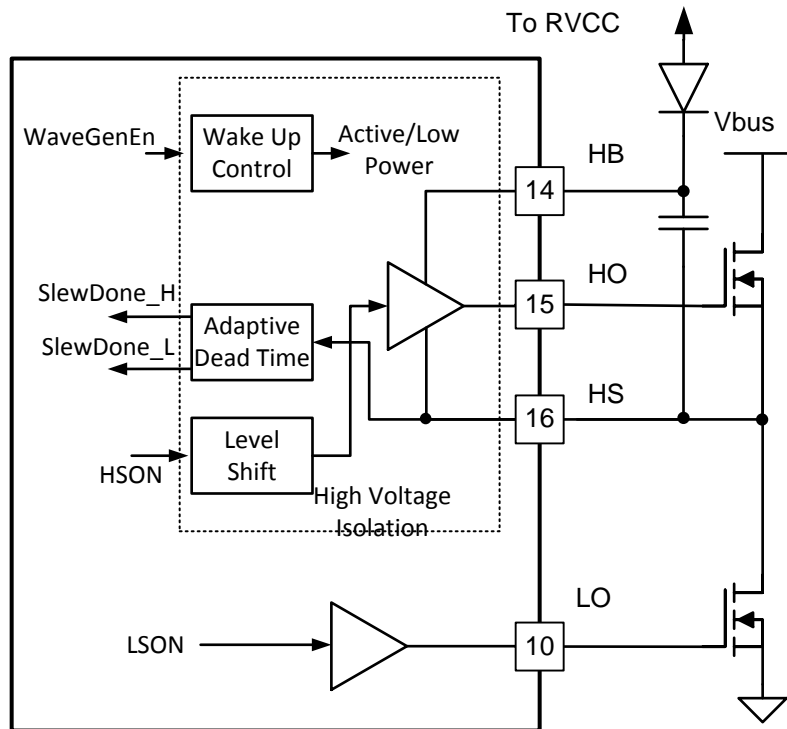 To RVCC
Vbus
WaveGenEn
Wake Up
Control
Active/Low
Power
HB
14
HO
15
SlewDone_H
SlewDone_L
Adaptive
Dead Time
HS
16
HSON
Level
Shift
High Voltage
Isolation
LO
LSON
10